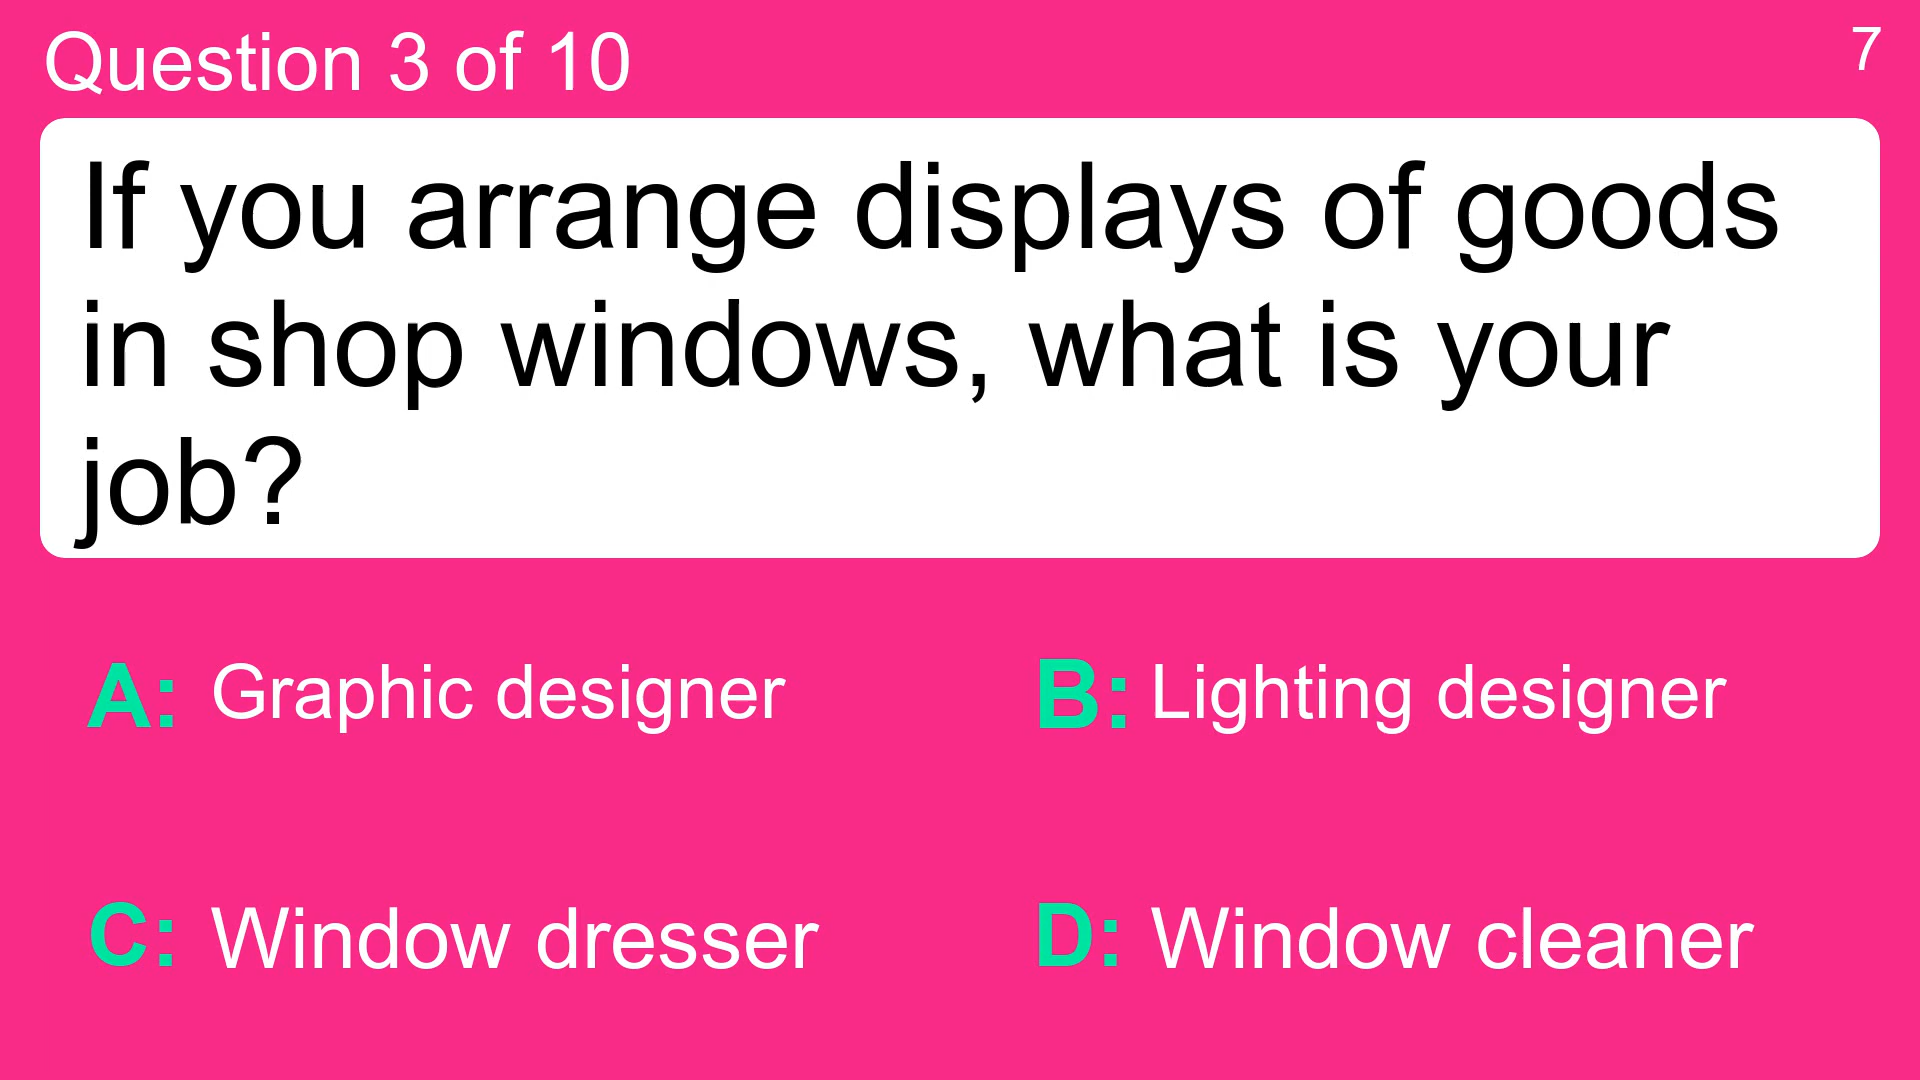 Question 3 of 10
7
If you arrange displays of goods
in shop windows, what is your
job?
A: Graphic designer
B: Lighting designer
C: Window dresser
D: Window cleaner